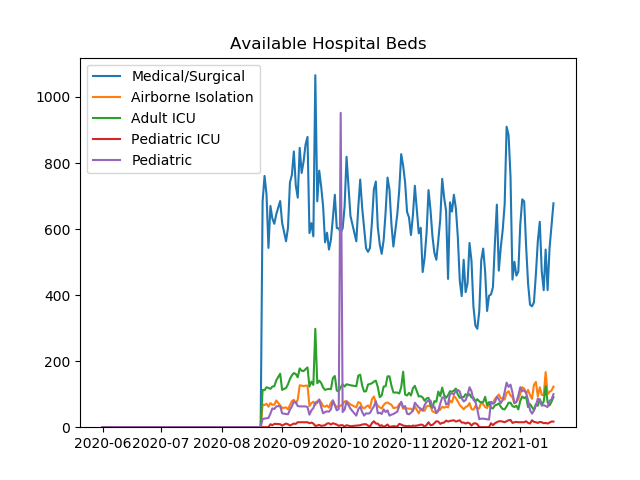 Available Hospital Beds
Medical/Surgical
Airborne Isolation
Adult ICU
Pediatric ICU
Pediatric
1000
800
600
400
200
0
2020-06 2020-07 2020-08 2020-09 2020-10 2020-11 2020-12 2021-01